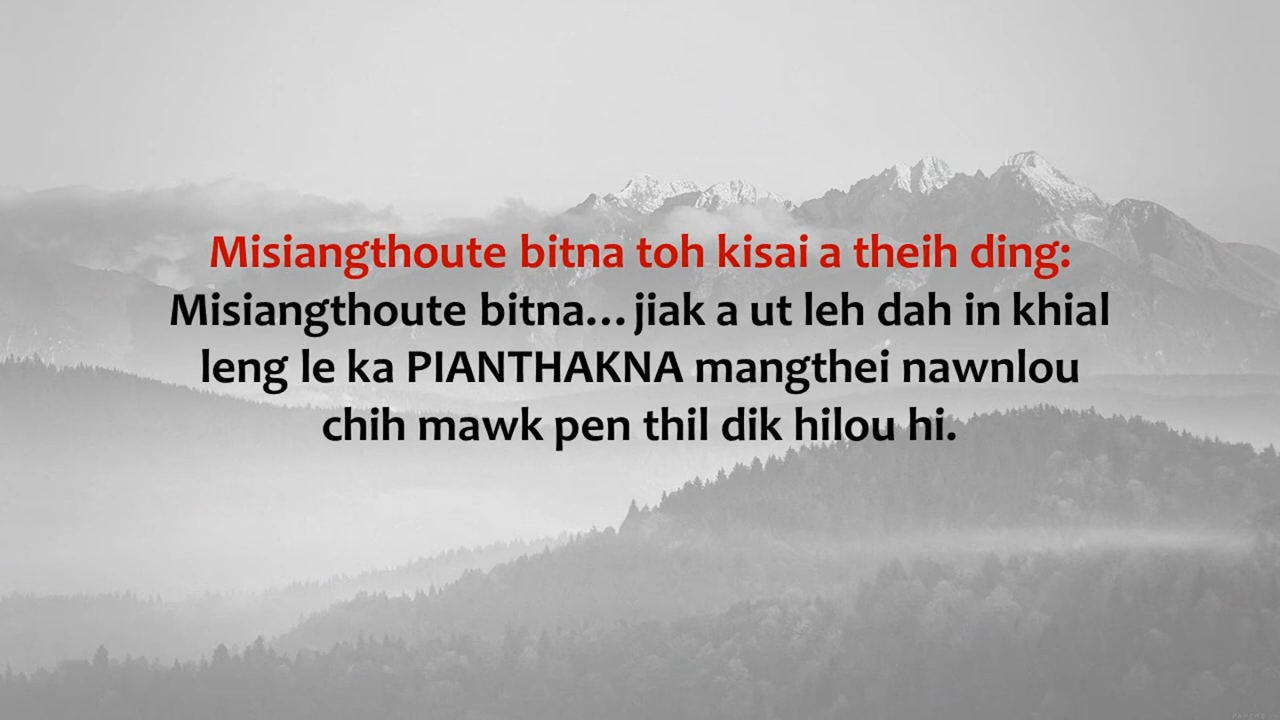 Misiangthoute bitna toh kisai a theih ding:
Misiangthoute bitna…jiak a ut leh dah in khial
leng le ka PIANTHAKNA mangthei nawnlou
chih mawk pen thil dik hilou hi.